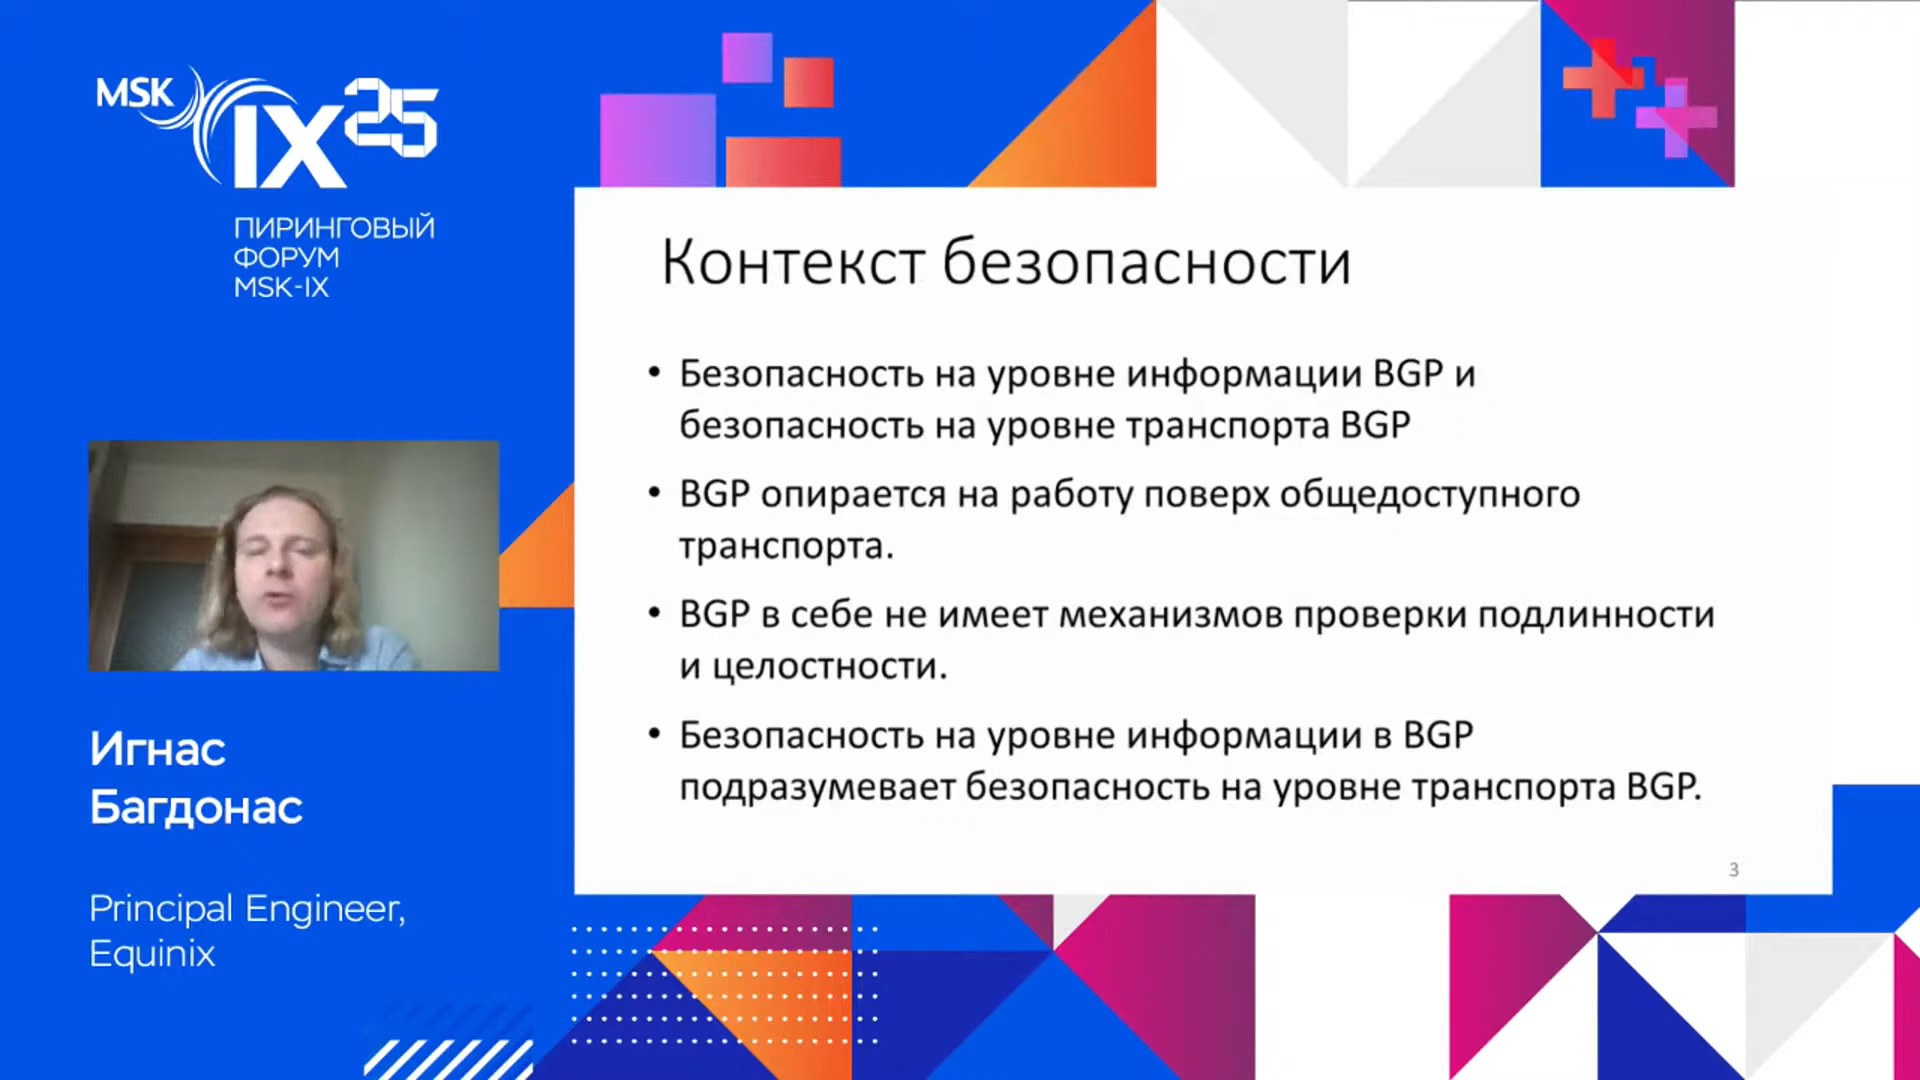 MSK
IX 25
ПИРИНГОВЫЙ
ФОРУМ
MSK-IX
Игнас
Багдонас
Principal Engineer,
Equinix
Контекст безопасности
• Безопасность на уровне информации BGP и
безопасность на уровне транспорта BGP
• BGP опирается на работу поверх общедоступного
транспорта.
• BGP в себе не имеет механизмов проверки подлинности
и целостности.
• Безопасность на уровне информации в BGP
подразумевает безопасность на уровне транспорта BGP.
3